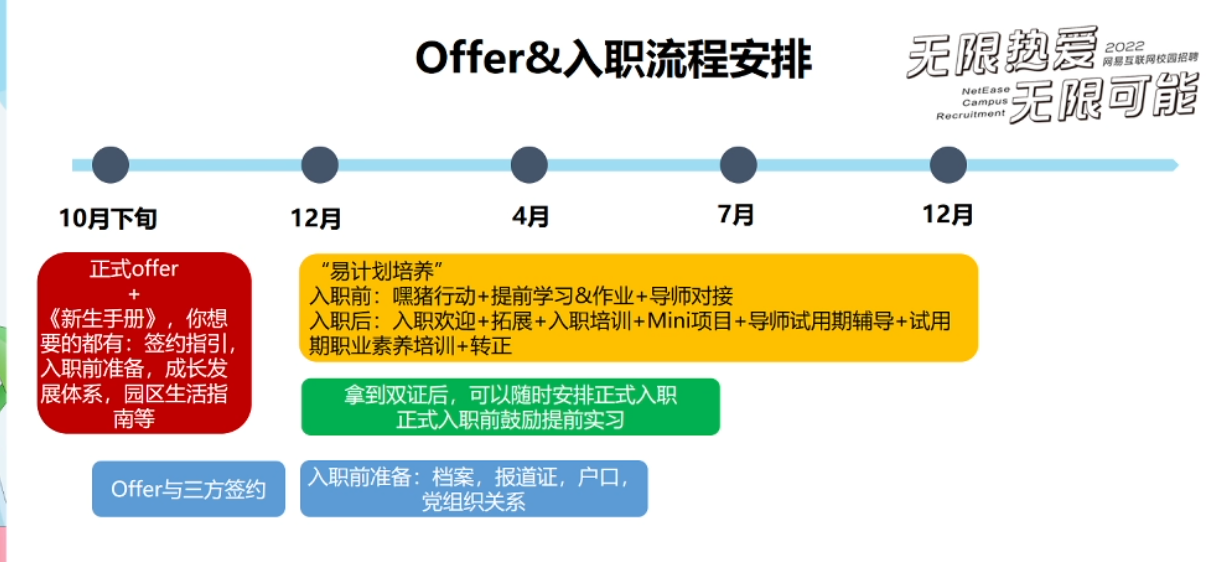 Offer&入职流程安排
无限热爱
2022
网易互联网校园招聘
NetEase
Campus
Recruitment
无限可能
10月下旬
12月
4月
7月
12月
正式offer
+
《新生手册》，你想
要的都有：签约指引，
入职前准备，成长发
展体系，园区生活指
南等
“易计划培养”
入职前：嘿猪行动+提前学习&作业+导师对接
入职后：入职欢迎+拓展+入职培训+Mini项目+导师试用期辅导+试用
期职业素养培训+转正
拿到双证后，可以随时安排正式入职
正式入职前鼓励提前实习
Offer与三方签约
入职前准备：档案，报道证，户口，
党组织关系